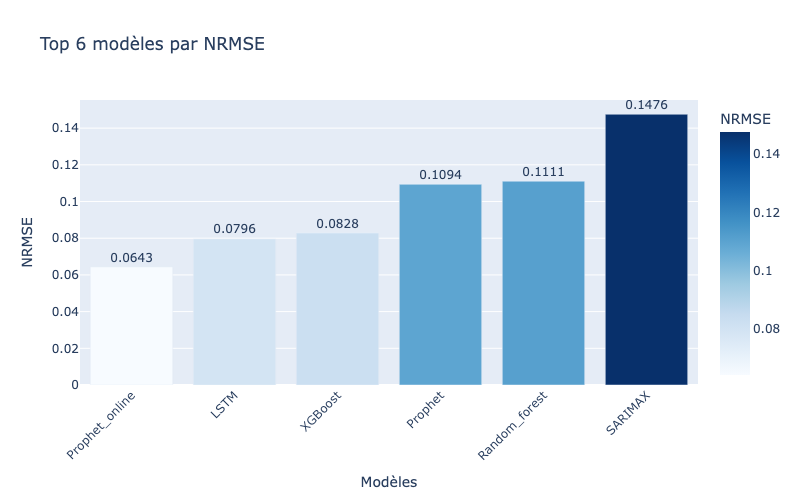 Top 6 modèles par NRMSE
NRMSE
0.14
0.12
0.1
0.08
0.06
0.04
0.02
0
0.0643
0.0796
0.0828
0.1094
0.1111
0.1476
Prophet_online
LSTM
XGBoost
Prophet
Random_forest
SARIMAX
Modèles
NRMSE
0.14
0.12
0.1
0.08